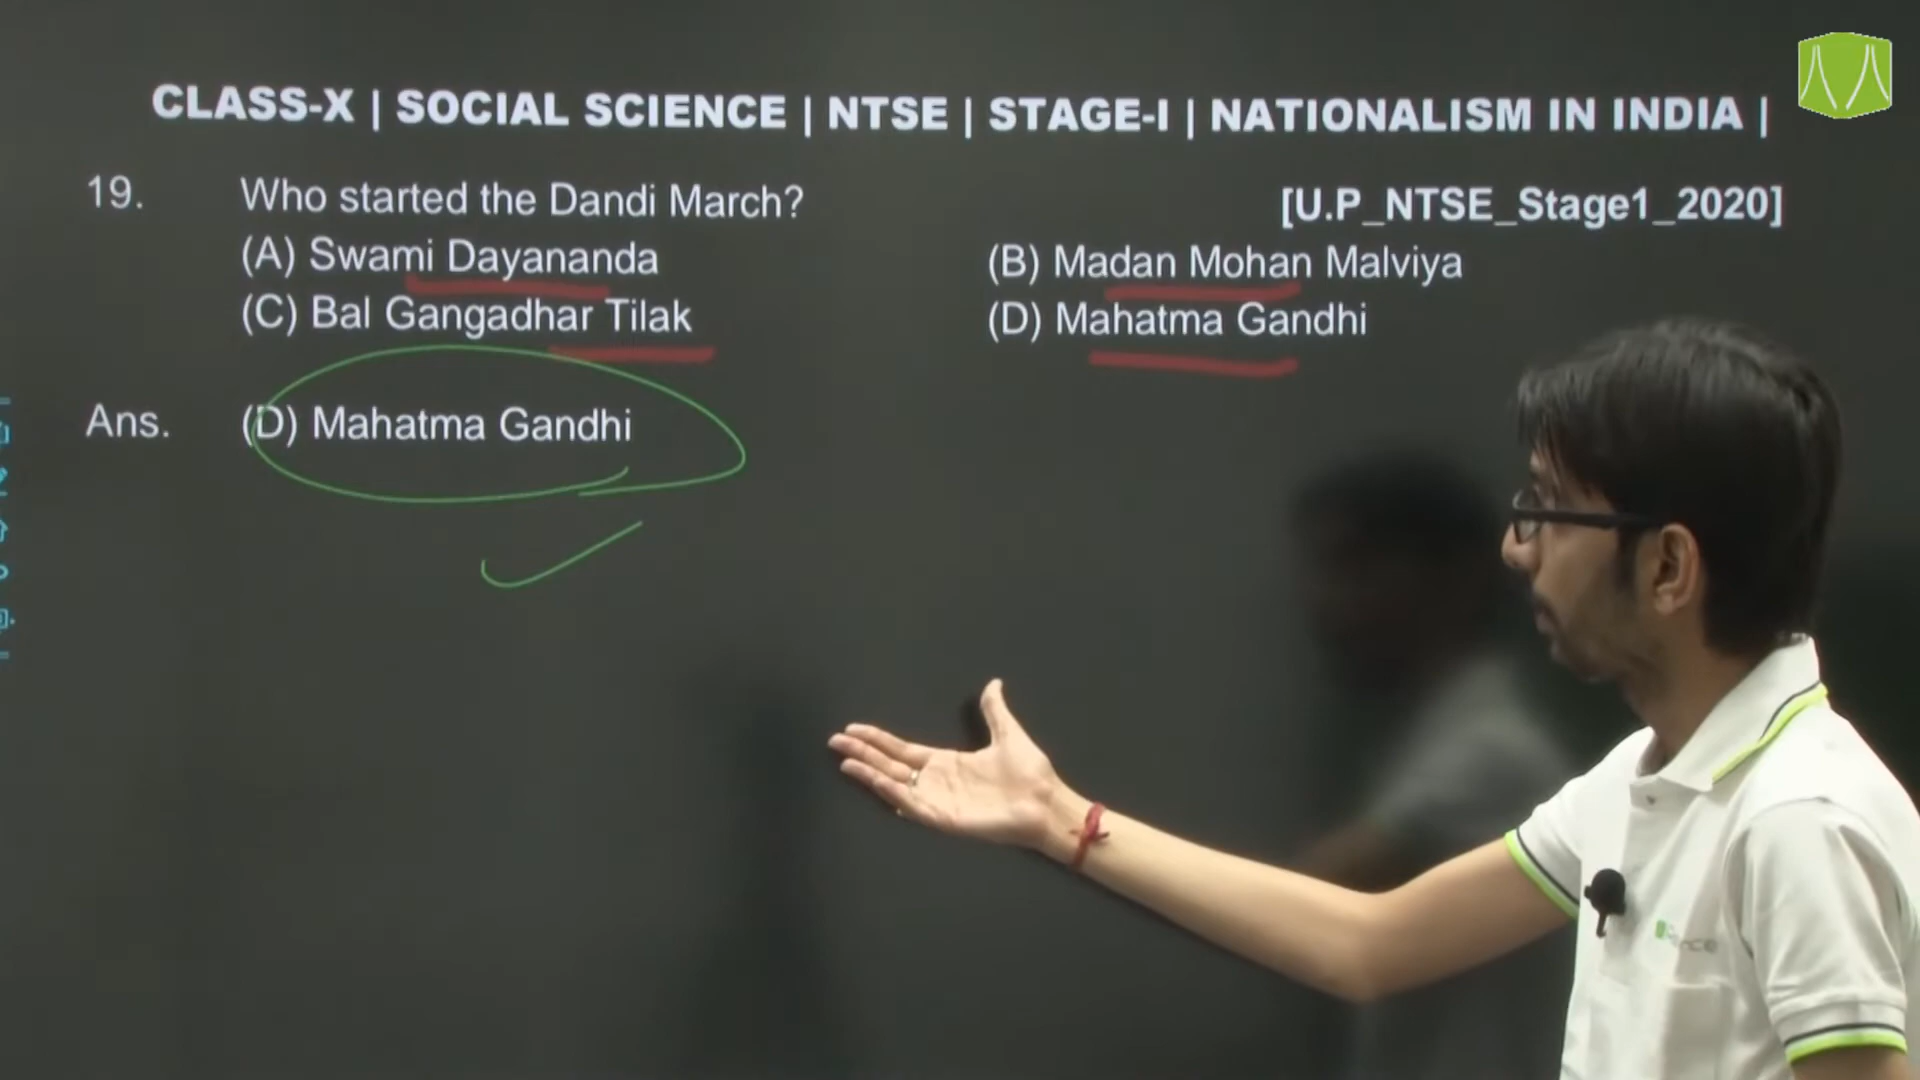 CLASS-X | SOCIAL SCIENCE | NTSE | STAGE-I | NATIONALISM IN INDIA |
19. Who started the Dandi March? [U.P_NTSE_Stage1_2020]
(A) Swami Dayananda (B) Madan Mohan Malviya
(C) Bal Gangadhar Tilak (D) Mahatma Gandhi
Ans. (D) Mahatma Gandhi